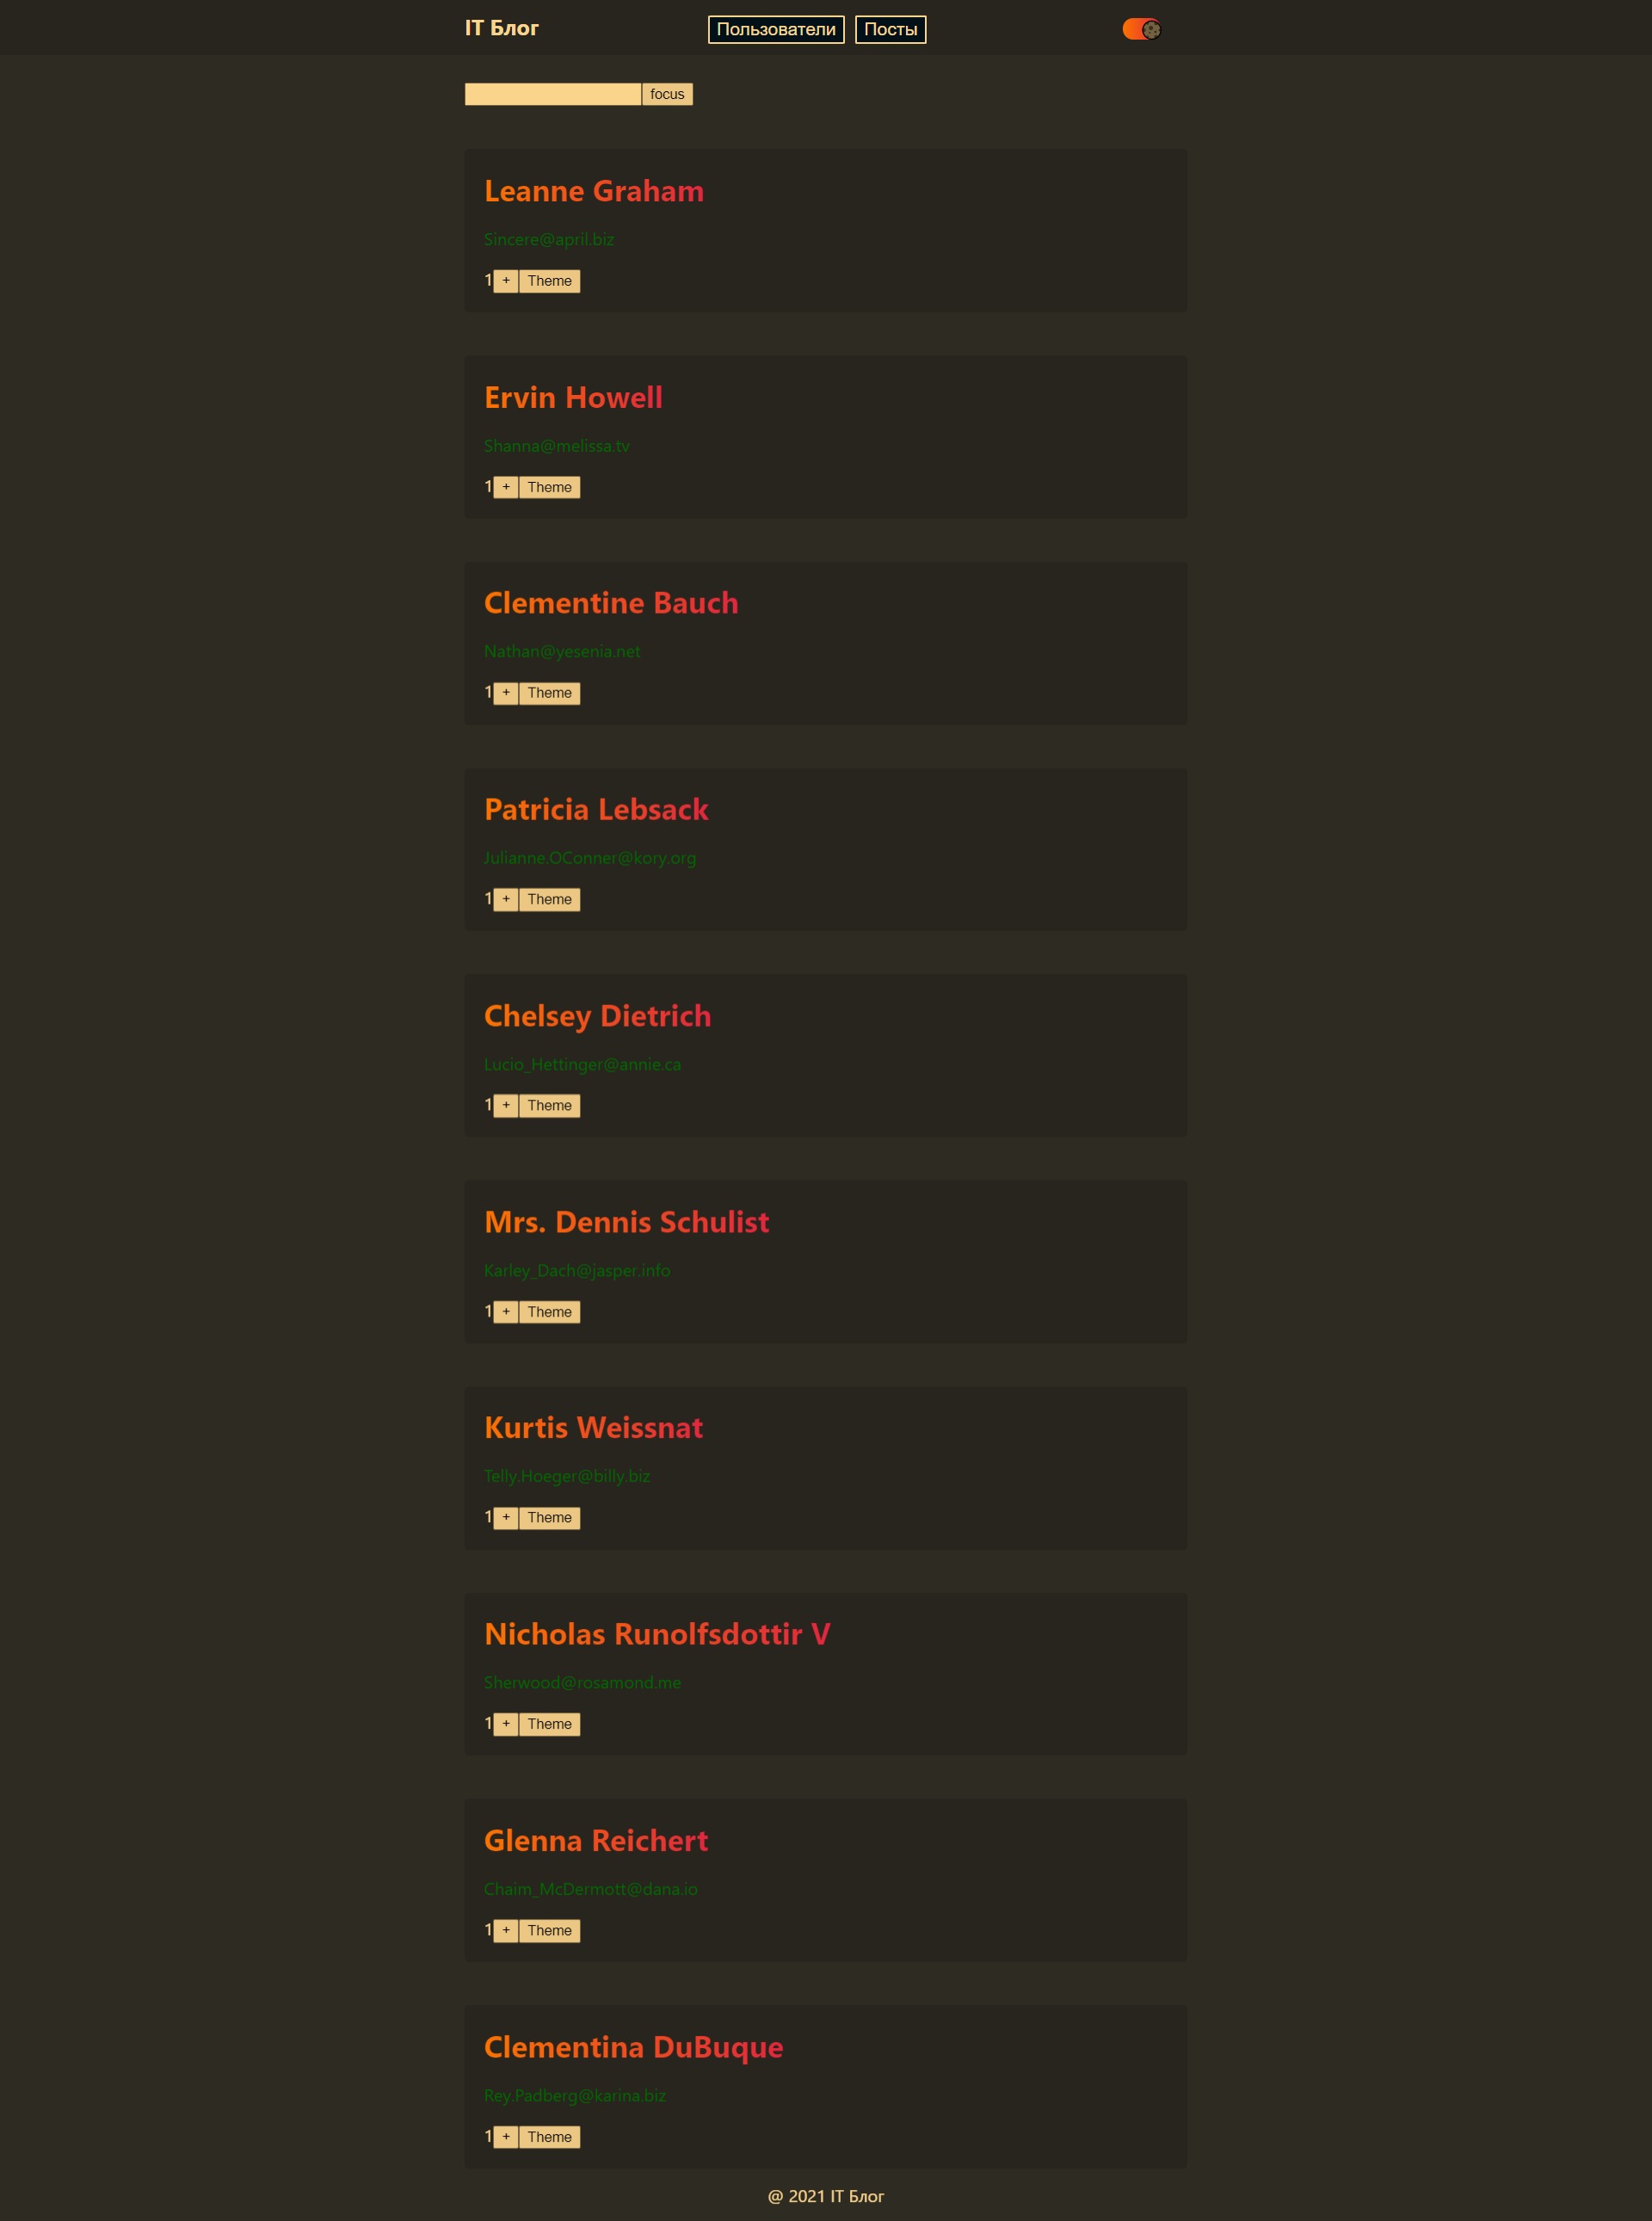 IT Блог Пользователи Посты
focus
Leanne Graham
Sincere@april.biz
1 + Theme
Ervin Howell
Shanna@melissa.tv
1 + Theme
Clementine Bauch
Nathan@yesenia.net
1 + Theme
Patricia Lebsack
Julianne.OConner@kory.org
1 + Theme
Chelsey Dietrich
Lucio_Hettinger@annie.ca
1 + Theme
Mrs. Dennis Schulist
Karley_Dach@jasper.info
1 + Theme
Kurtis Weissnat
Telly.Hoeger@billy.biz
1 + Theme
Nicholas Runolfsdottir V
Sherwood@rosamond.me
1 + Theme
Glenna Reichert
Chaim_McDermott@dana.io
1 + Theme
Clementina DuBuque
Rey.Padberg@karina.biz
1 + Theme
@ 2021 IT Блог